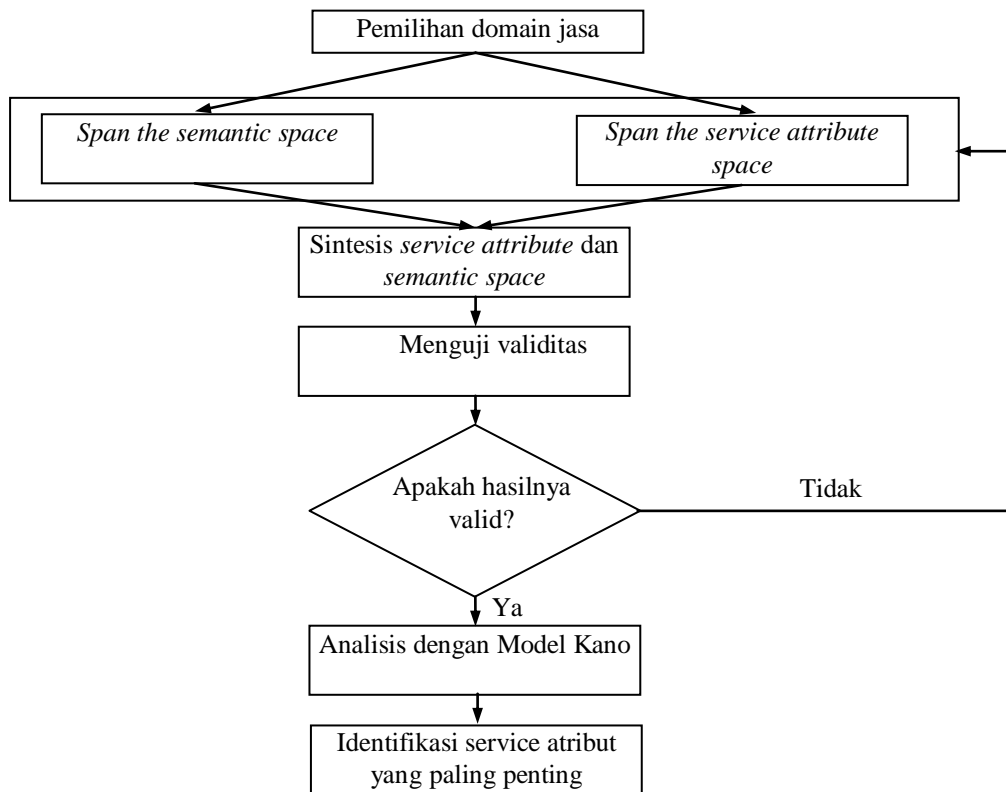 Pemilihan domain jasa
Span the semantic space
Span the service attribute
space
Sintesis service attribute dan
semantic space
Menguji validitas
Apakah hasilnya
valid?
Tidak
Ya
Analisis dengan Model Kano
Identifikasi service atribut
yang paling penting